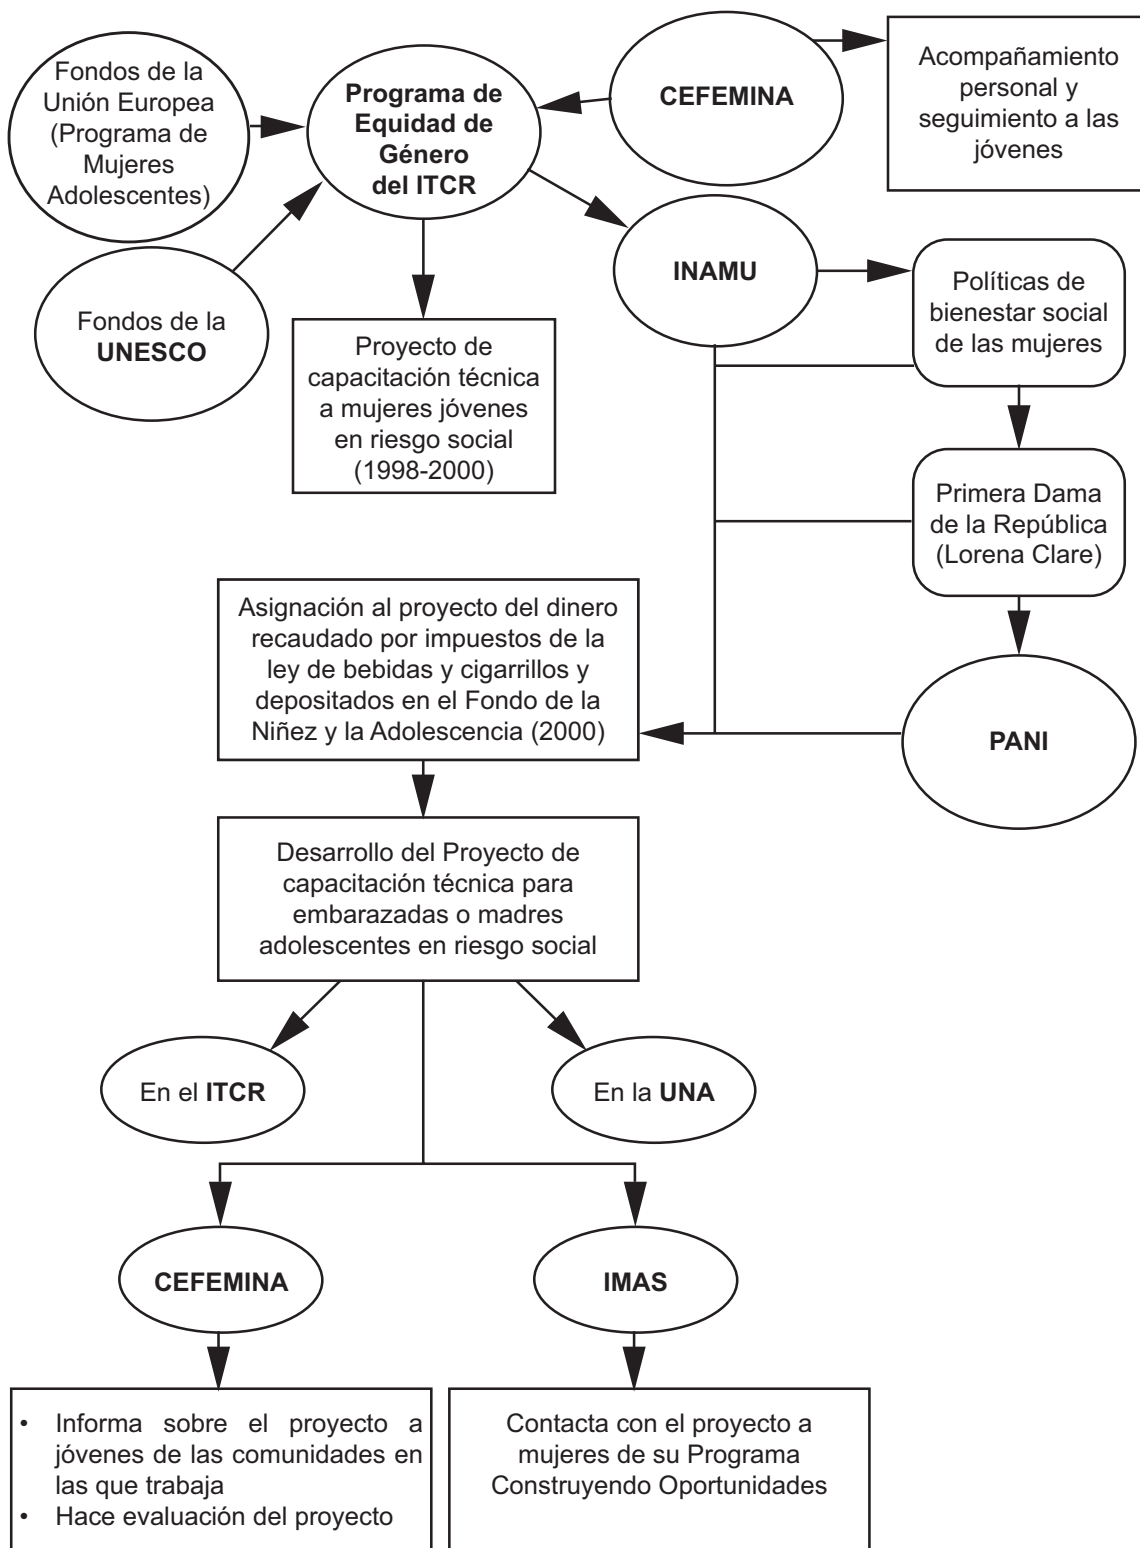 Fondos de la
Unión Europea
(Programa de
Mujeres
Adolescentes)
Programa de
Equidad de
Género
del ITCR
CEFEMINA
Acompañamiento
personal y
seguimiento a las
jóvenes
Fondos de la
UNESCO
INAMU
Políticas de
bienestar social
de las mujeres
Proyecto de
capacitación técnica
a mujeres jóvenes
en riesgo social
(1998-2000)
Primera Dama
de la República
(Lorena Clare)
Asignación al proyecto del dinero
recaudado por impuestos de la
ley de bebidas y cigarrillos y
depositados en el Fondo de la
Niñez y la Adolescencia (2000)
PANI
Desarrollo del Proyecto de
capacitación técnica para
embarazadas o madres
adolescentes en riesgo social
En el ITCR
En la UNA
CEFEMINA
IMAS
• Informa sobre el proyecto a
jóvenes de las comunidades en
las que trabaja
• Hace evaluación del proyecto
Contacta con el proyecto a
mujeres de su Programa
Construyendo Oportunidades